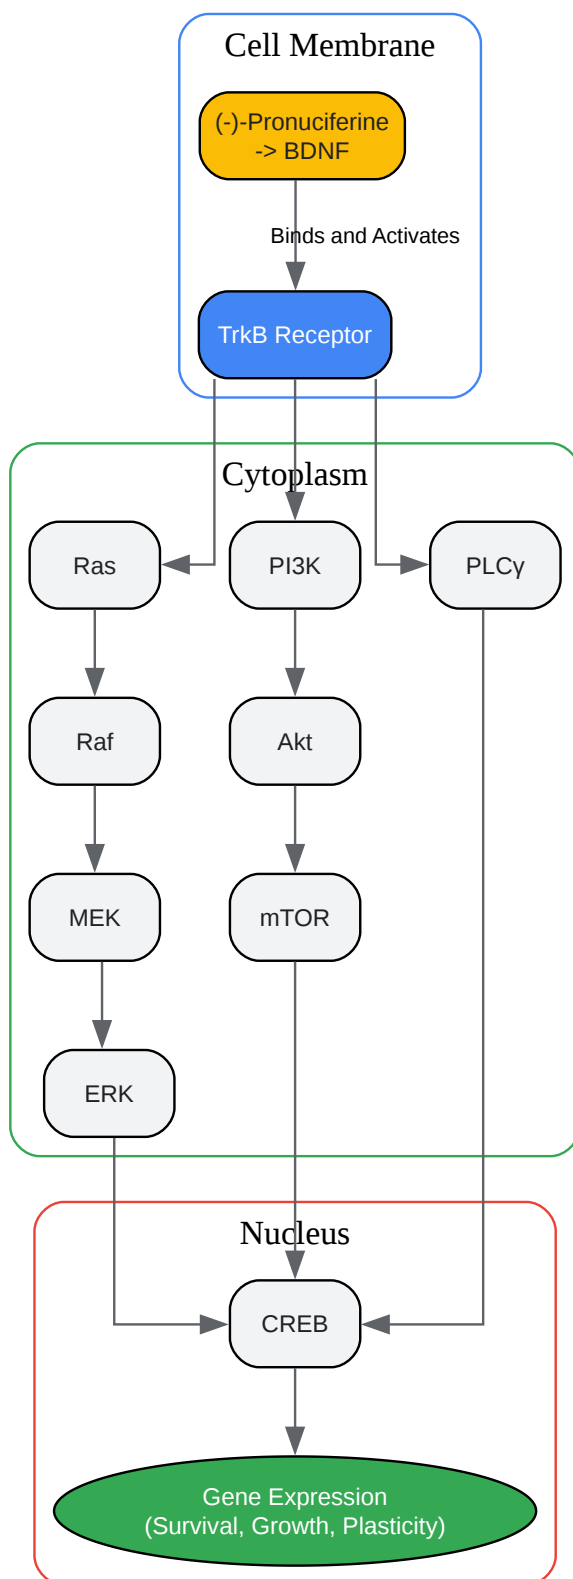 Cell Membrane
(-)-Pronuciferine
-> BDNF
Binds and Activates
TrkB Receptor
Cytoplasm
Ras
PI3K
PLCγ
Raf
Akt
MEK
mTOR
ERK
Nucleus
CREB
Gene Expression
(Survival, Growth, Plasticity)